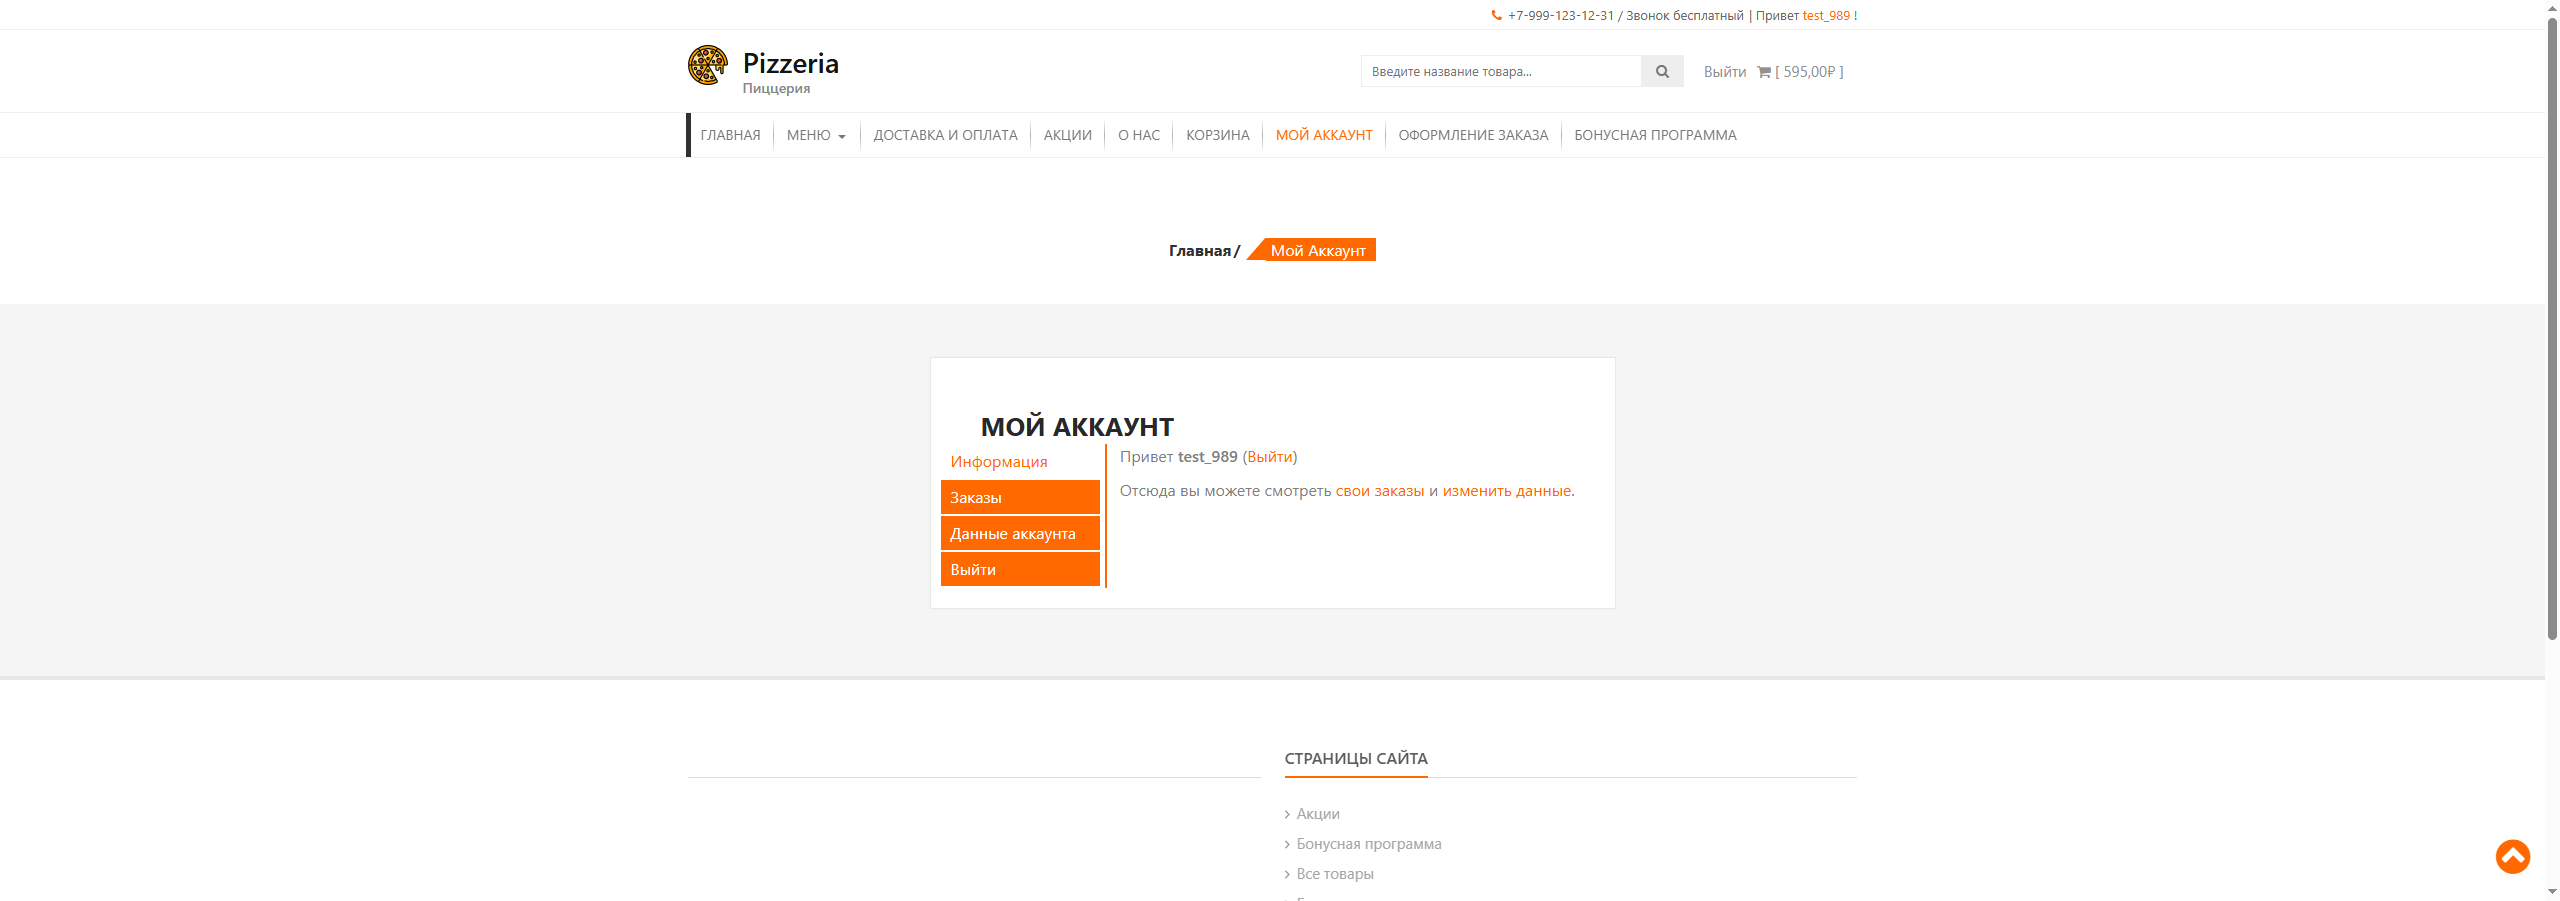 +7-999-123-12-31 / Звонок бесплатный | Привет test_989 !
Pizzeria
Пиццерия
Введите название товара...
Выйти [ 595,00₽ ]
ГЛАВНАЯ МЕНЮ ДОСТАВКА И ОПЛАТА АКЦИИ О НАС КОРЗИНА МОЙ АККАУНТ ОФОРМЛЕНИЕ ЗАКАЗА БОНУСНАЯ ПРОГРАММА
Главная / Мой Аккаунт
МОЙ АККАУНТ
Информация
Заказы
Данные аккаунта
Выйти
Привет test_989 (Выйти)
Отсюда вы можете смотреть свои заказы и изменить данные.
СТРАНИЦЫ САЙТА
Акции
Бонусная программа
Все товары